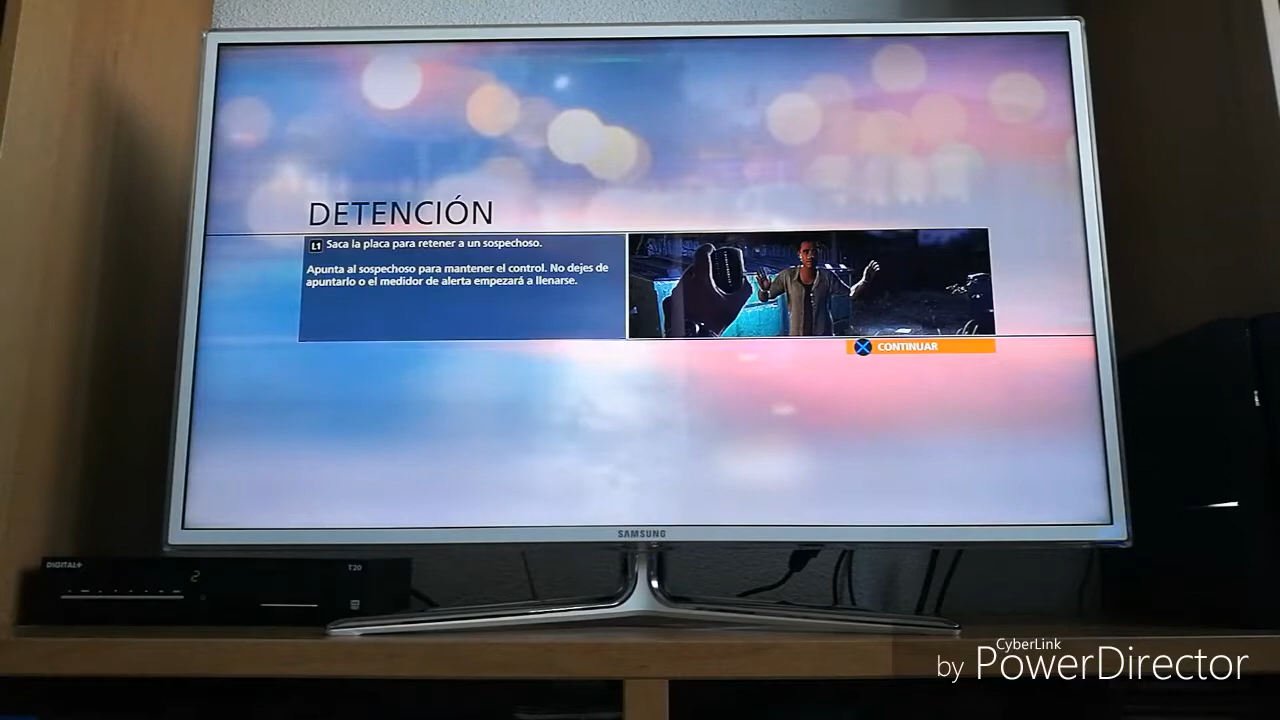 DETENCIÓN
L1 Saca la placa para retener a un sospechoso.
Apunta al sospechoso para mantener el control. No dejes de
apuntarlo o el medidor de alerta empezará a llenarse.
CONTINUAR
SAMSUNG
DIGITAL+
2
T20
CyberLink
by PowerDirector